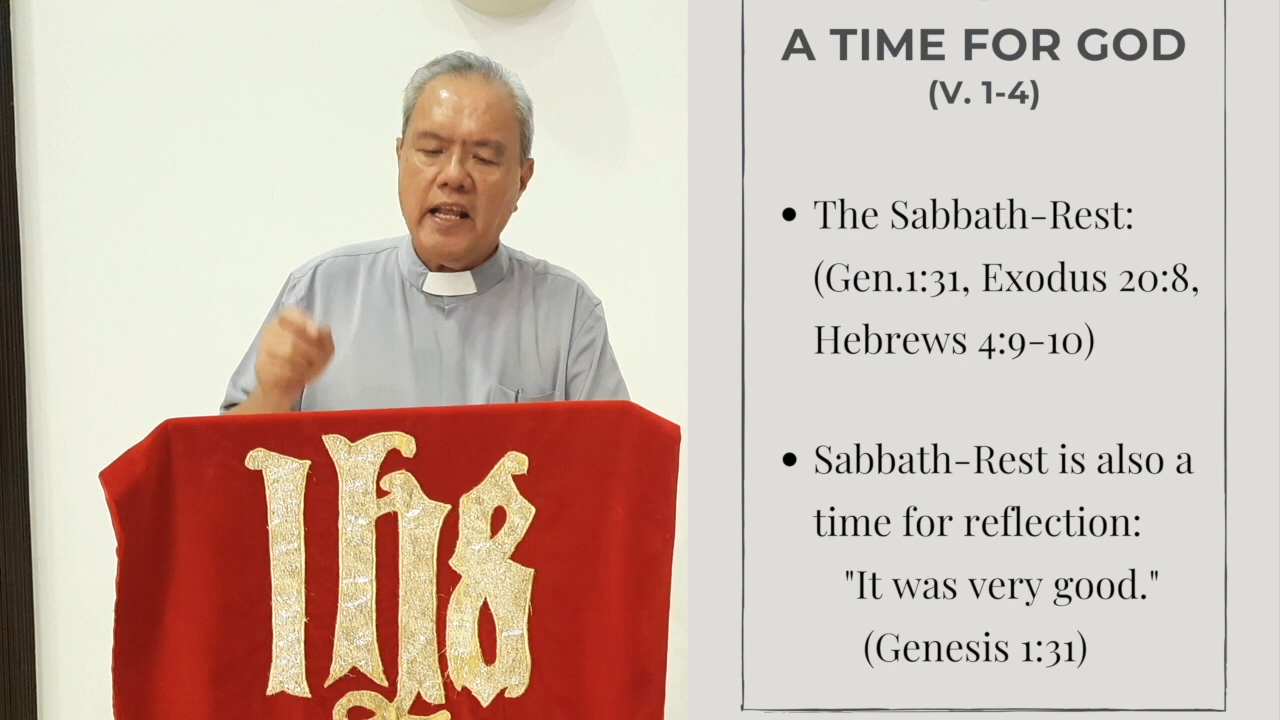 IHS
A TIME FOR GOD
(V. 1-4)
• The Sabbath-Rest:
(Gen.1:31, Exodus 20:8,
Hebrews 4:9-10)
• Sabbath-Rest is also a
time for reflection:
"It was very good."
(Genesis 1:31)